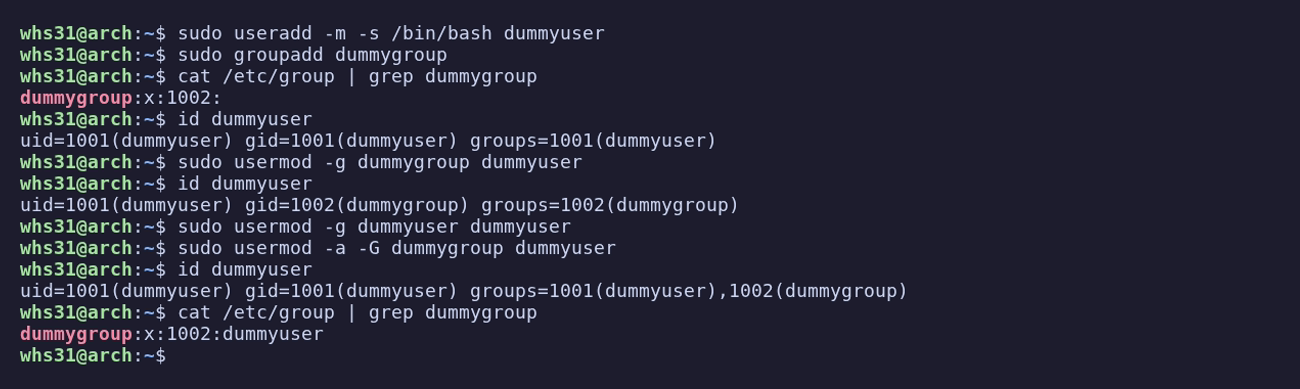 whs31@arch:~$ sudo useradd -m -s /bin/bash dummyuser
whs31@arch:~$ sudo groupadd dummygroup
whs31@arch:~$ cat /etc/group | grep dummygroup
dummygroup:x:1002:
whs31@arch:~$ id dummyuser
uid=1001(dummyuser) gid=1001(dummyuser) groups=1001(dummyuser)
whs31@arch:~$ sudo usermod -g dummygroup dummyuser
whs31@arch:~$ id dummyuser
uid=1001(dummyuser) gid=1002(dummygroup) groups=1002(dummygroup)
whs31@arch:~$ sudo usermod -g dummyuser dummyuser
whs31@arch:~$ sudo usermod -a -G dummygroup dummyuser
whs31@arch:~$ id dummyuser
uid=1001(dummyuser) gid=1001(dummyuser) groups=1001(dummyuser),1002(dummygroup)
whs31@arch:~$ cat /etc/group | grep dummygroup
dummygroup:x:1002:dummyuser
whs31@arch:~$